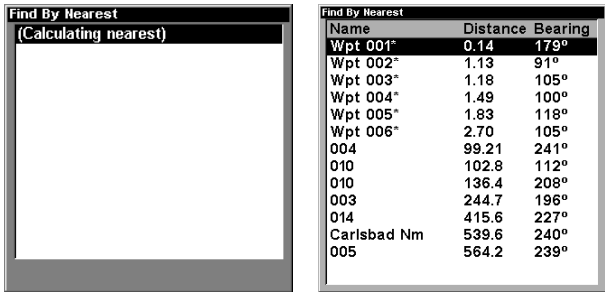 Find By Nearest
(Calculating nearest)
Find By Nearest
Name Distance Bearing
Wpt 001* 0.14 179º
Wpt 002* 1.13 91º
Wpt 003* 1.18 105º
Wpt 004* 1.49 100º
Wpt 005* 1.83 118º
Wpt 006* 2.70 105º
004 99.21 241º
010 102.8 112º
010 136.4 208º
003 244.7 196º
014 415.6 227º
Carlsbad Nm 539.6 240º
005 564.2 239º